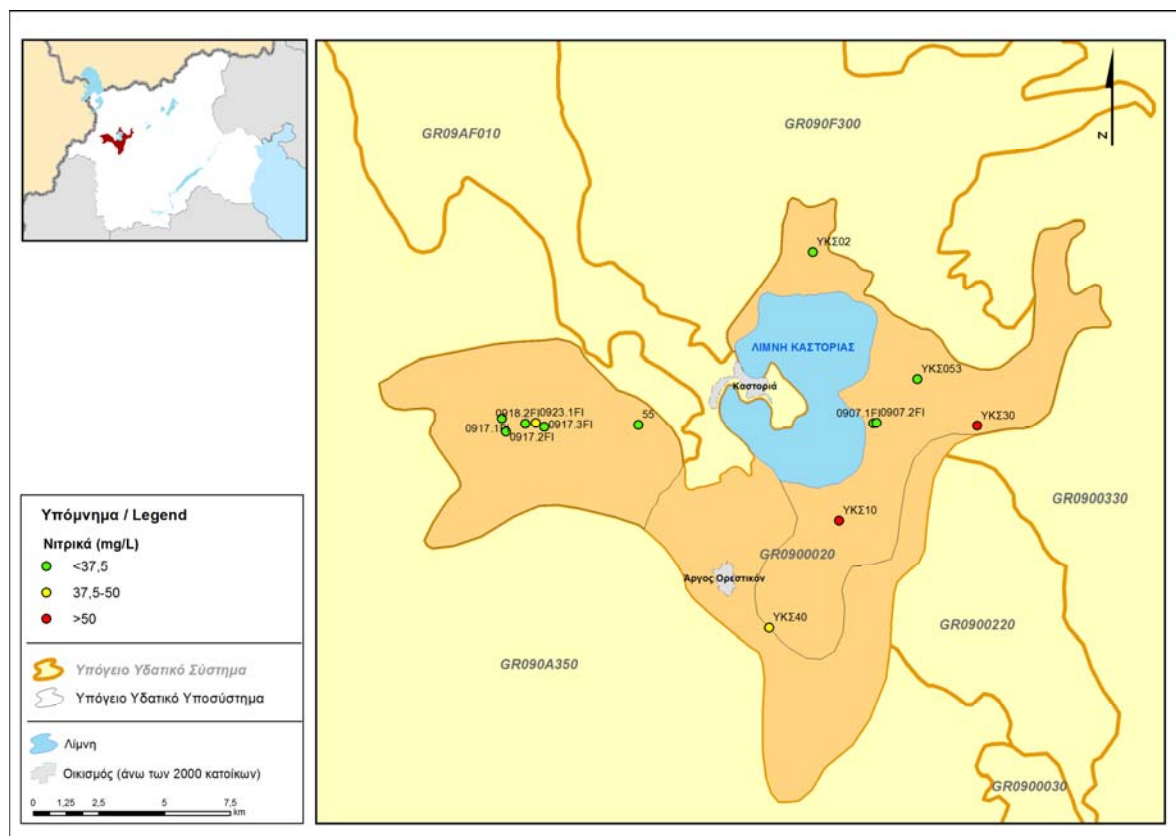 GR09AF010
GR090F300
Z
ΥΚΣ02
ΛΙΜΝΗ ΚΑΣΤΟΡΙΑΣ
Καστοριά
ΥΚΣ053
0918.2FI
0923.1FI
55
0907.1FI
0907.2FI
ΥΚΣ30
0917.1FI
0917.3FI
0917.2FI
GR0900330
ΥΚΣ10
GR0900020
Άργος Ορεστικόν
ΥΚΣ40
GR0900220
GR090A350
GR0900030
Υπόμνημα / Legend
Νιτρικά (mg/L)
<37,5
37,5-50
>50
Υπόγειο Υδατικό Σύστημα
Υπόγειο Υδατικό Υποσύστημα
Λίμνη
Οικισμός (άνω των 2000 κατοίκων)
0 1,25 2,5 5 7,5
km